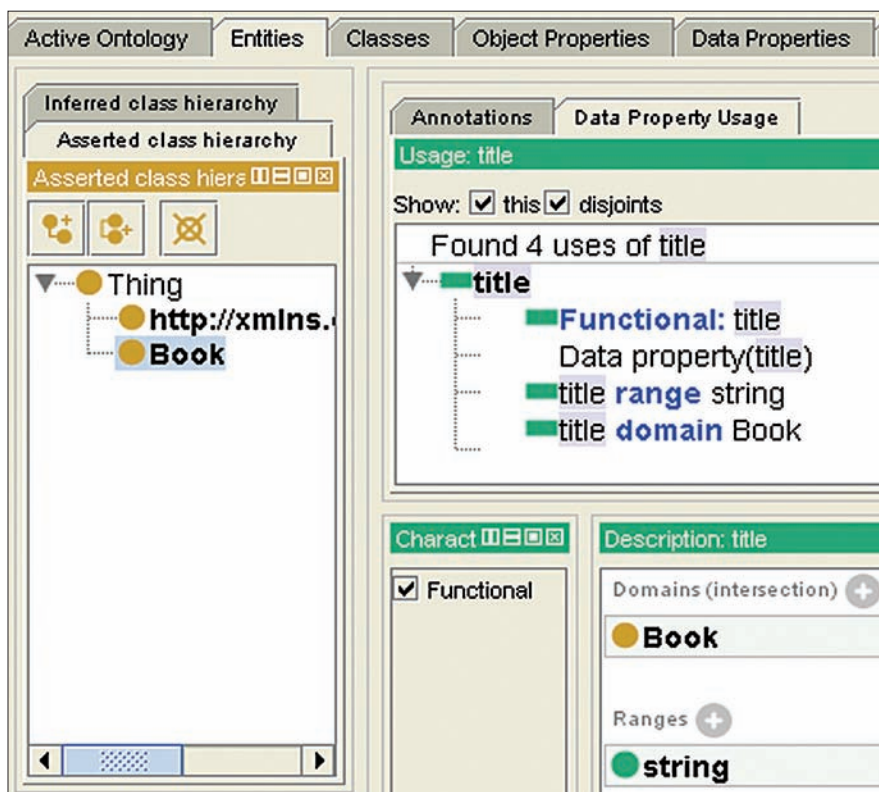 Active Ontology Entities Classes Object Properties Data Properties
Inferred class hierarchy
Asserted class hierarchy
Asserted class hiera
Thing
http://xmlns.
Book
Annotations Data Property Usage
Usage: title
Show: this disjoints
Found 4 uses of title
title
Functional: title
Data property(title)
title range string
title domain Book
Charact
Functional
Description: title
Domains (intersection)
Book
Ranges
string